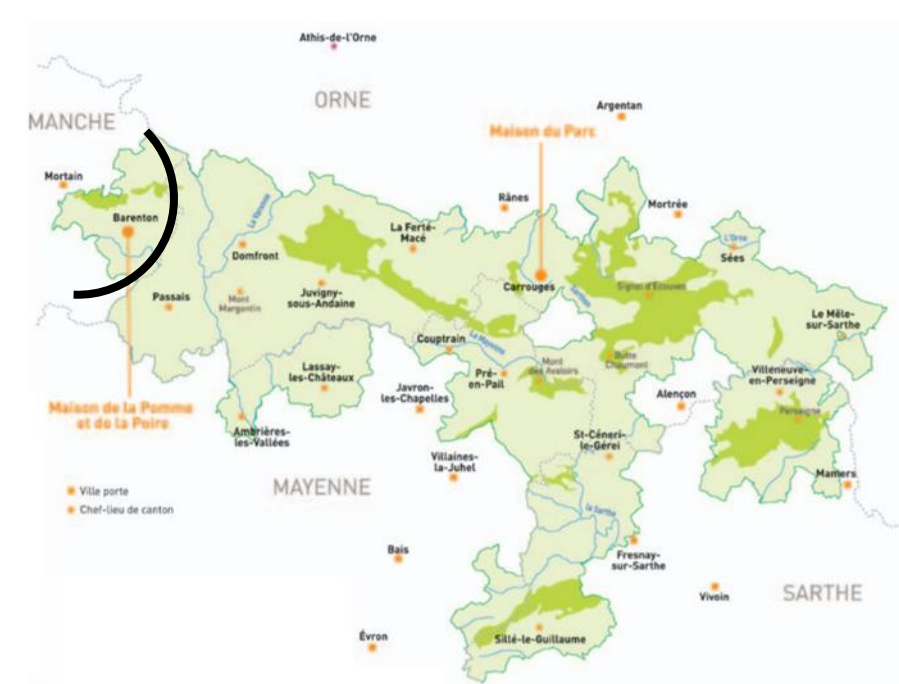 Athis-de-l'Orne
ORNE
MANCHE
Argentan
Maison du Parc
Mortain
Rânes
Mortrée
La Varenne
Barenton
La Ferté-
Macé
L'Orne
Sées
Domfront
Carrouges
Signal d'Écouves
Passais
Mont
Margantin
Juvigny-
sous-Andaine
Le Mêle-
sur-Sarthe
Couptrain
La Mayenne
Butte
Chaumont
Lassay-
les-Châteaux
Pré-
en-Pail
Mont
des Avaloirs
Villeneuve-
en-Perseigne
Javron-
les-Chapelles
Alençon
Maison de la Pomme
et de la Poire
Perseigne
Ambrières-
les-Vallées
St-Céneri-
le-Gérei
Villaines-
la-Juhel
Mamers
MAYENNE
Ville porte
Chef-lieu de canton
la Sarthe
Bais
Fresnay-
sur-Sarthe
Vivoin
SARTHE
Évron
Sillé-le-Guillaume